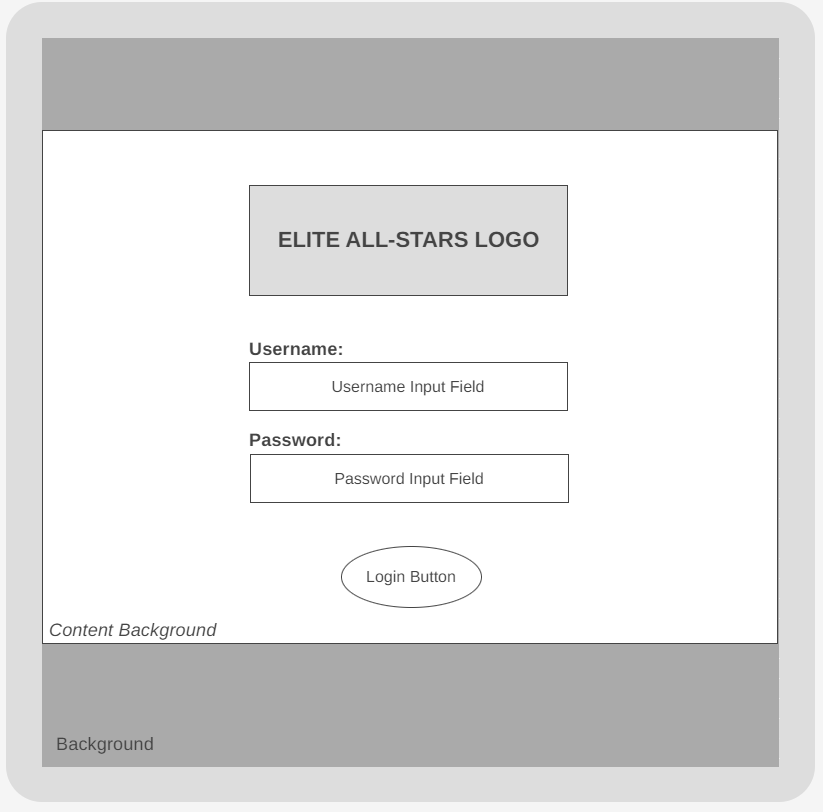 ELITE ALL-STARS LOGO
Username:
Username Input Field
Password:
Password Input Field
Login Button
Content Background
Background